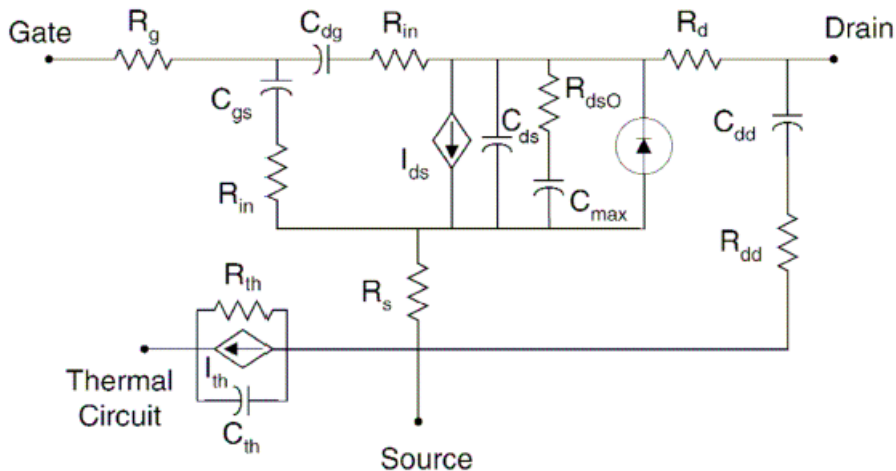 Gate
R_g
C_dg
R_in
R_d
Drain
C_gs
R_in
I_ds
C_ds
R_dsO
C_max
C_dd
R_dd
R_th
R_s
I_th
C_th
Thermal
Circuit
Source